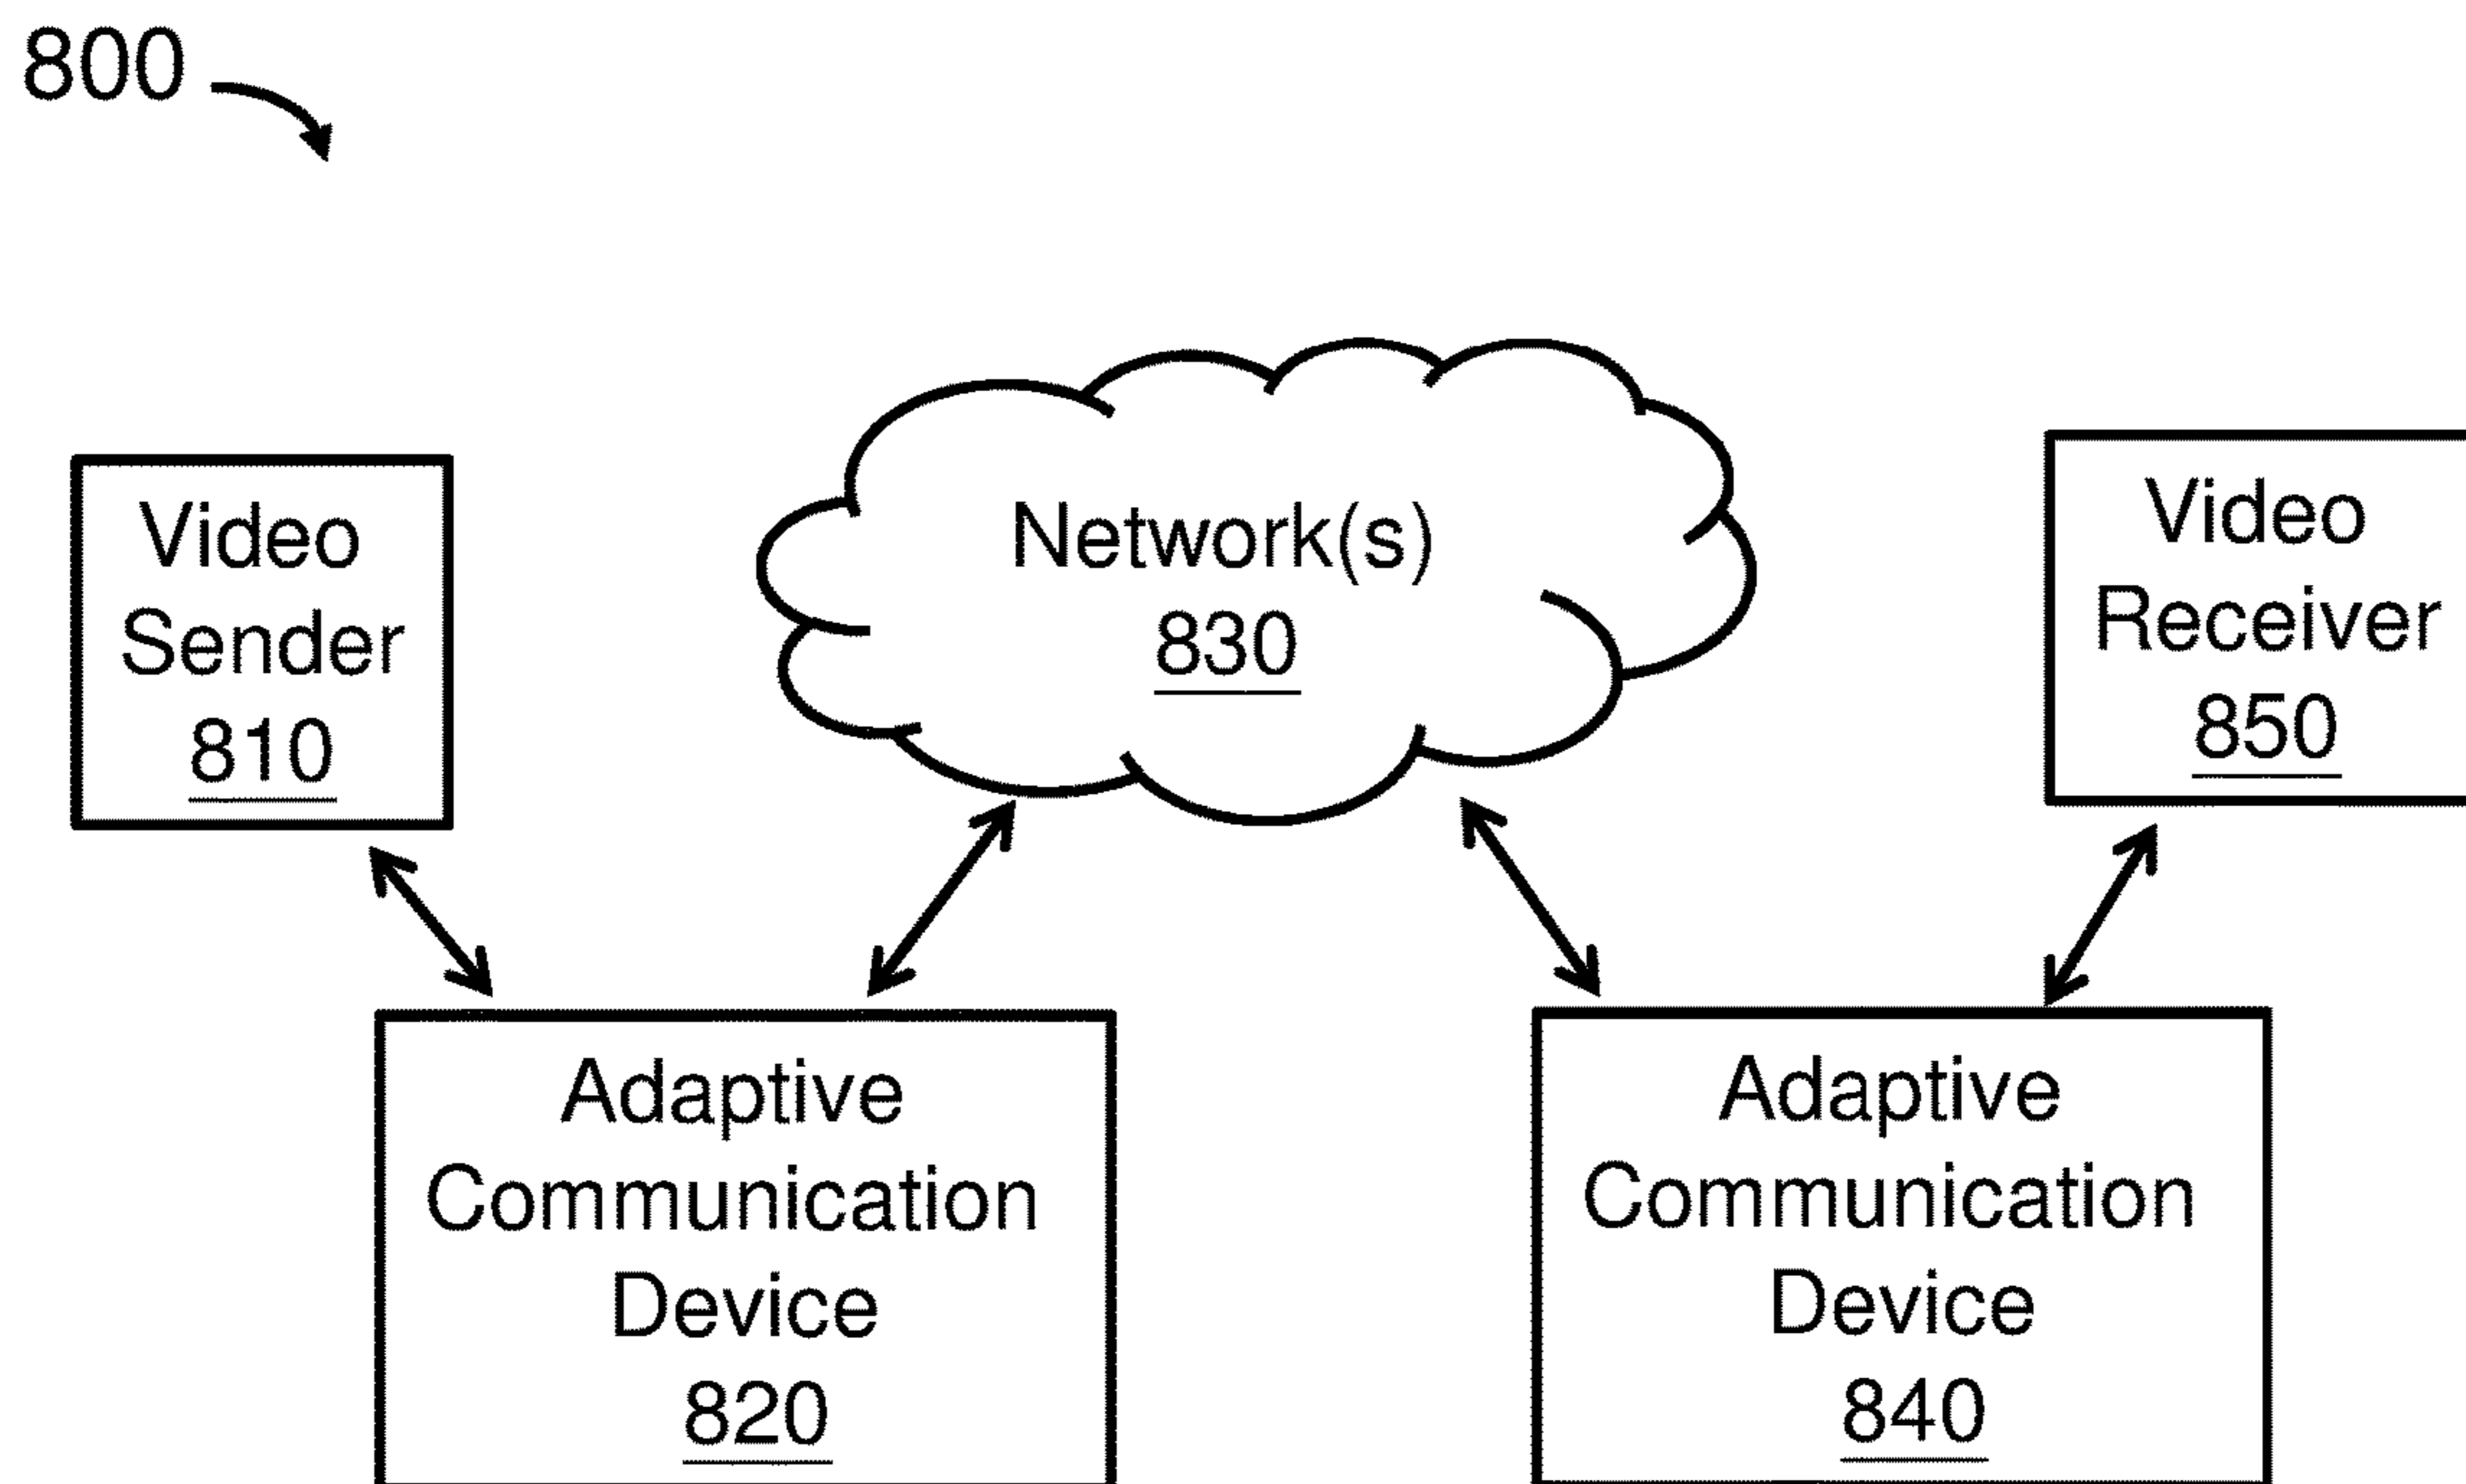 800
Video
Sender
810
Network(s)
830
Video
Receiver
850
Adaptive
Communication
Device
820
Adaptive
Communication
Device
840